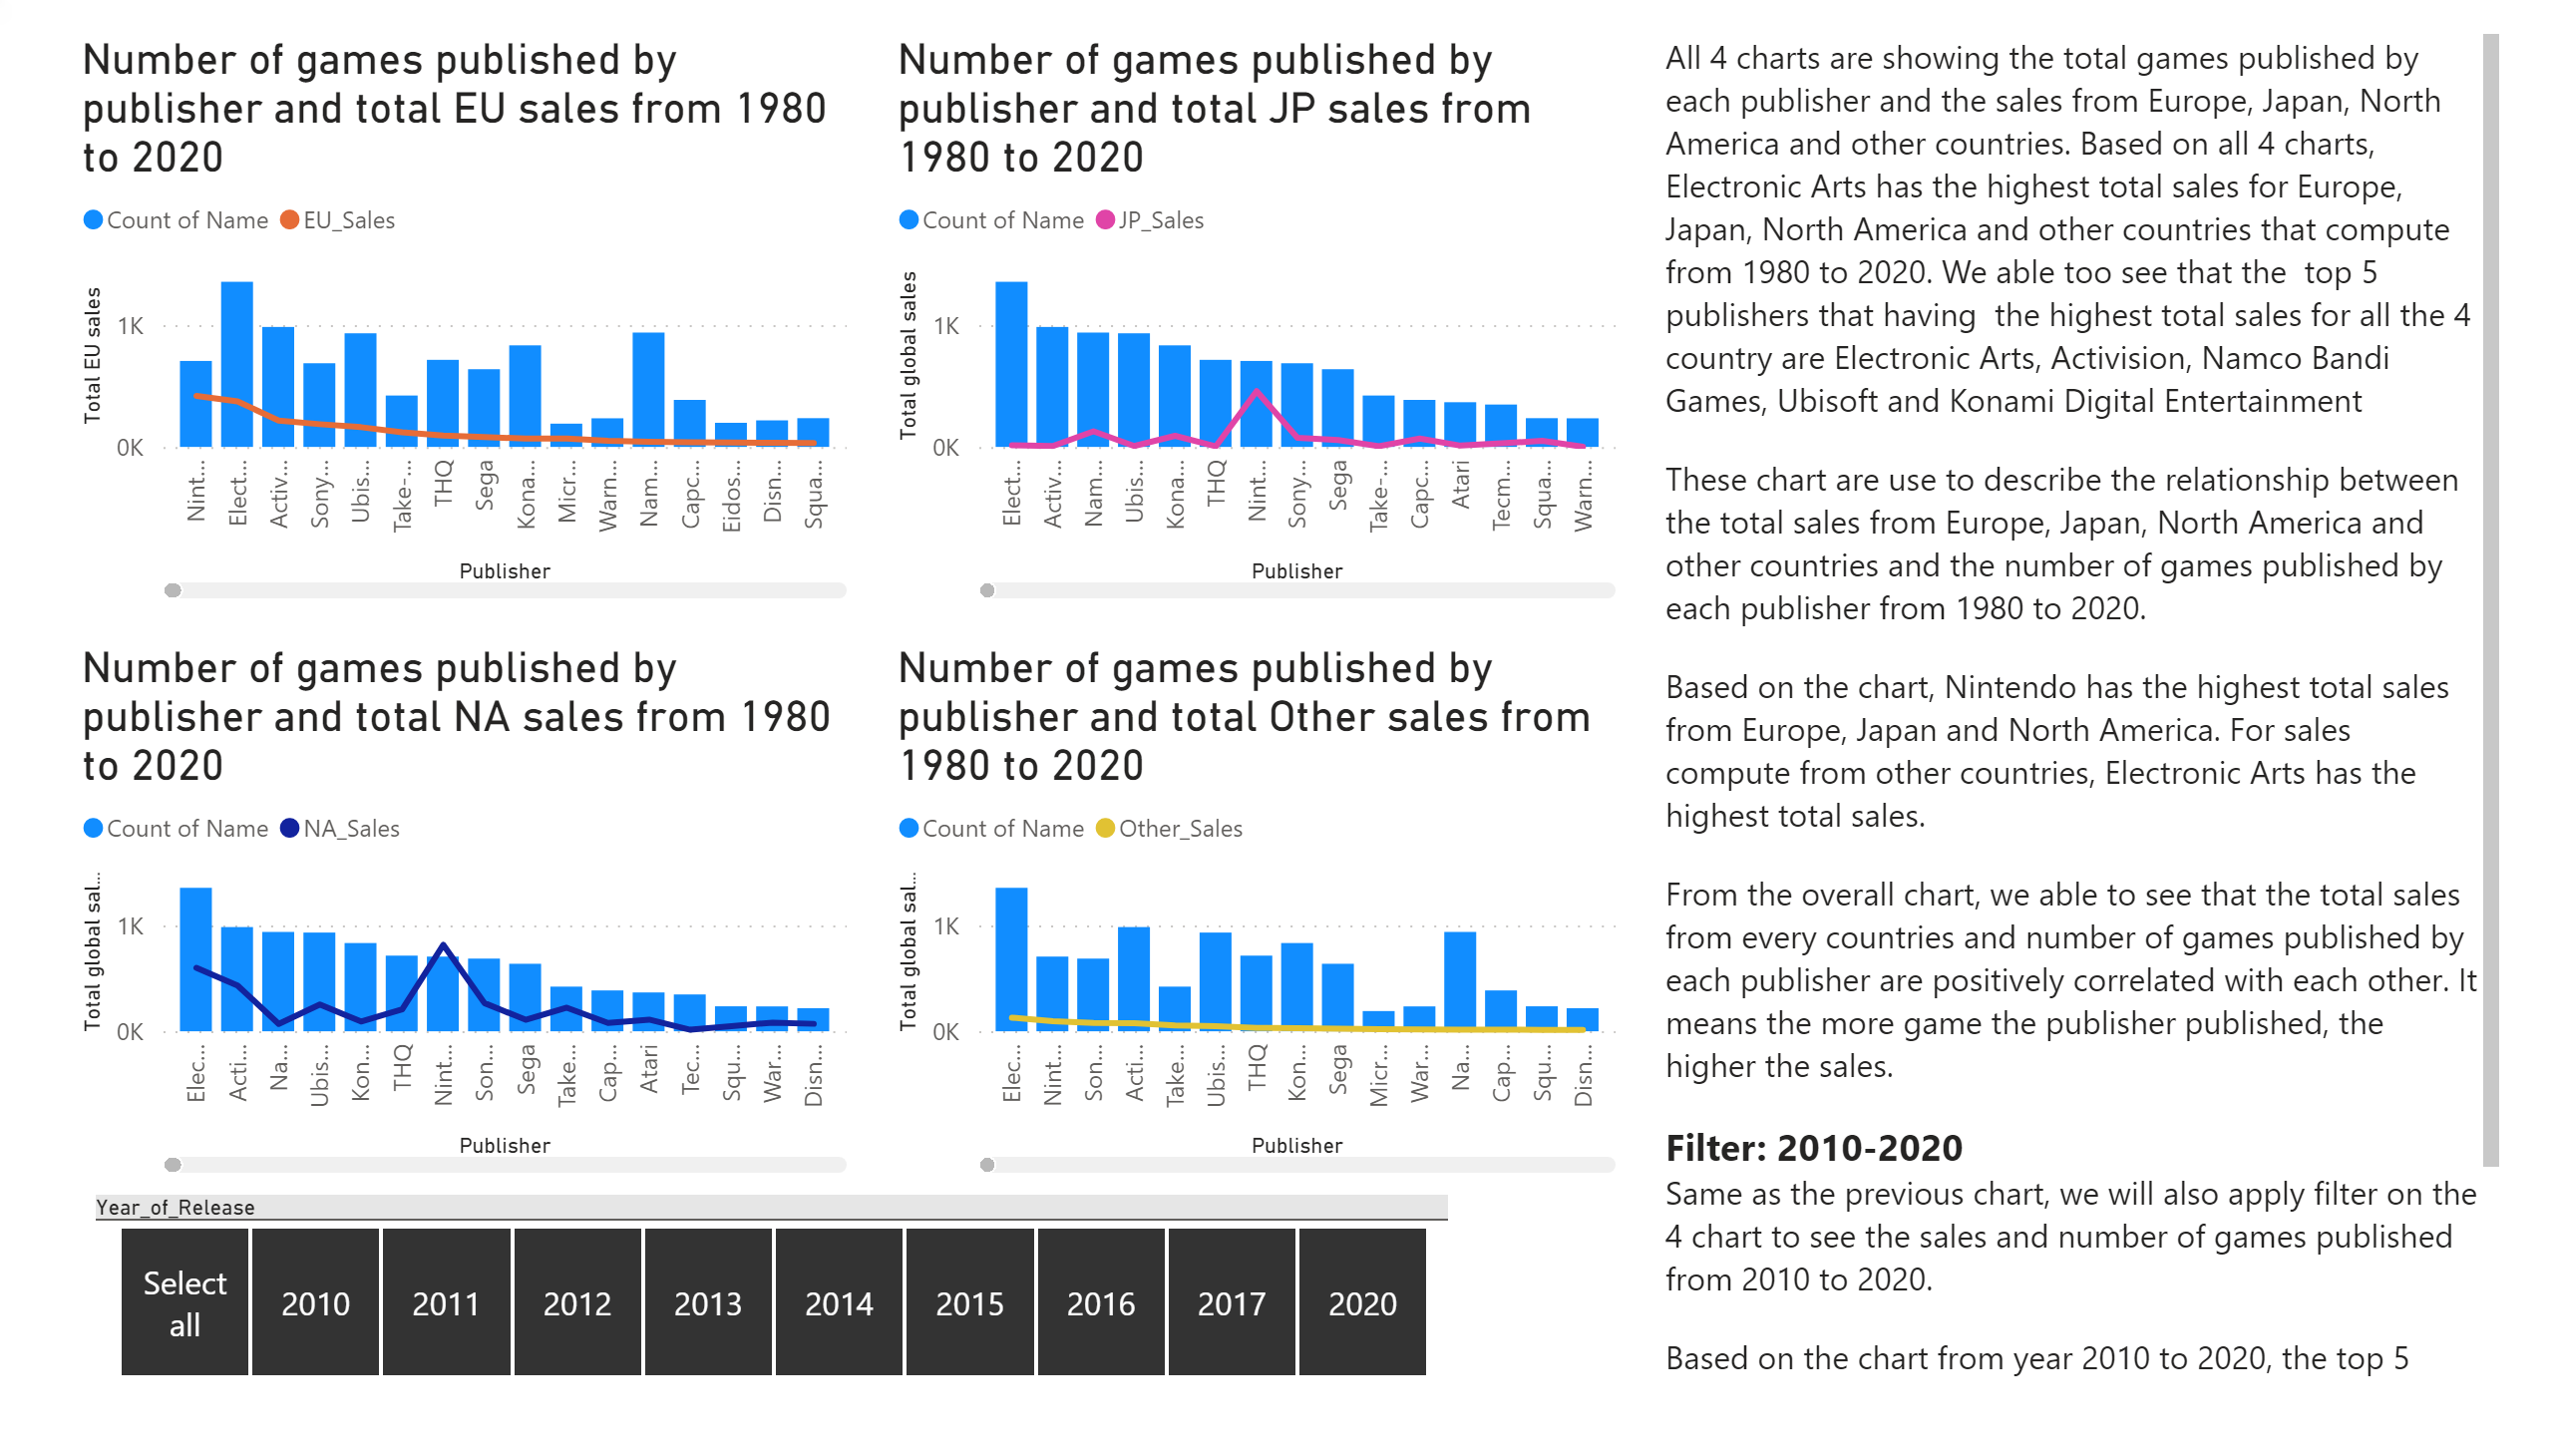 Number of games published by
publisher and total EU sales from 1980
to 2020
Count of Name EU_Sales
Total EU sales
1K
0K
Nint...
Elect...
Activ...
Sony...
Ubis...
Take-...
THQ
Sega
Kona...
Micr...
Warn...
Nam...
Capc...
Eidos...
Disn...
Squa...
Publisher
Number of games published by
publisher and total JP sales from
1980 to 2020
Count of Name JP_Sales
Total global sales
1K
0K
Elect...
Activ...
Nam...
Ubis...
Kona...
THQ
Nint...
Sony...
Sega
Take-...
Capc...
Atari
Tecm...
Squa...
Warn...
Publisher
Number of games published by
publisher and total NA sales from 1980
to 2020
Count of Name NA_Sales
Total global sal...
1K
0K
Elec...
Acti...
Na...
Ubis...
Kon...
THQ
Nint...
Son...
Sega
Take...
Cap...
Atari
Tec...
Squ...
War...
Disn...
Publisher
Number of games published by
publisher and total Other sales from
1980 to 2020
Count of Name Other_Sales
Total global sal...
1K
0K
Elec...
Nint...
Son...
Acti...
Take...
Ubis...
THQ
Kon...
Sega
Micr...
War...
Na...
Cap...
Squ...
Disn...
Publisher
Year_of_Release
Select
all
2010
2011
2012
2013
2014
2015
2016
2017
2020
All 4 charts are showing the total games published by
each publisher and the sales from Europe, Japan, North
America and other countries. Based on all 4 charts,
Electronic Arts has the highest total sales for Europe,
Japan, North America and other countries that compute
from 1980 to 2020. We able too see that the  top 5
publishers that having  the highest total sales for all the 4
country are Electronic Arts, Activision, Namco Bandi
Games, Ubisoft and Konami Digital Entertainment
These chart are use to describe the relationship between
the total sales from Europe, Japan, North America and
other countries and the number of games published by
each publisher from 1980 to 2020.
Based on the chart, Nintendo has the highest total sales
from Europe, Japan and North America. For sales
compute from other countries, Electronic Arts has the
highest total sales.
From the overall chart, we able to see that the total sales
from every countries and number of games published by
each publisher are positively correlated with each other. It
means the more game the publisher published, the
higher the sales.
Filter: 2010-2020
Same as the previous chart, we will also apply filter on the
4 chart to see the sales and number of games published
from 2010 to 2020.
Based on the chart from year 2010 to 2020, the top 5